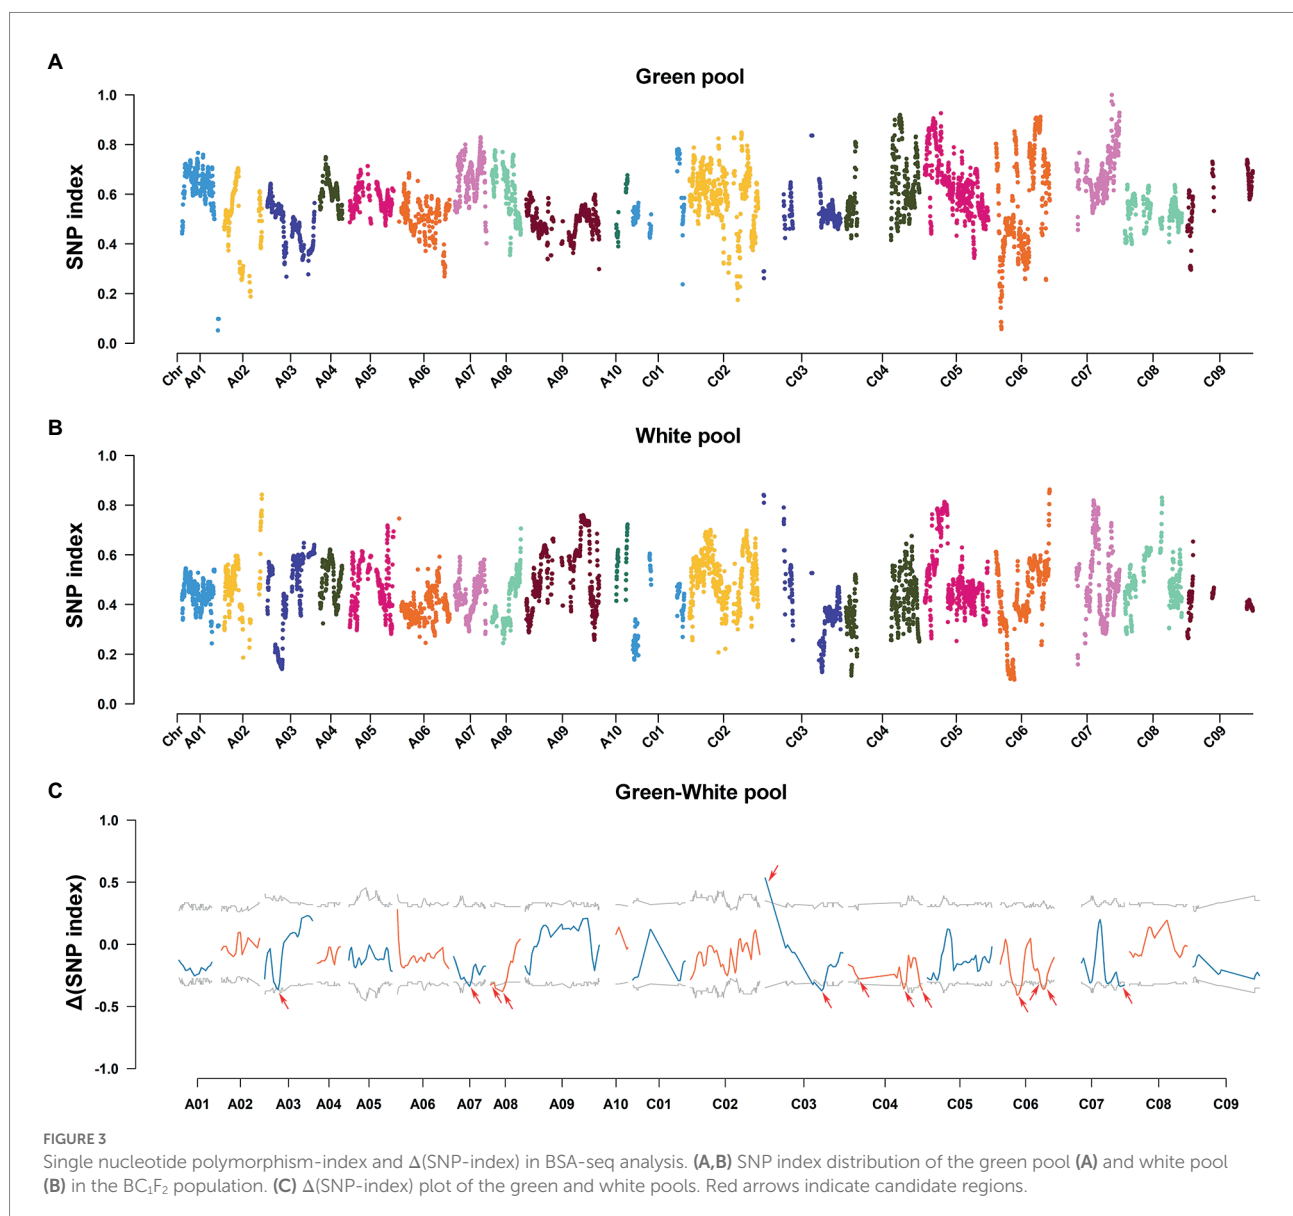 A
Green pool
SNP index
1.0
0.8
0.6
0.4
0.2
0.0
Chr A01 A02 A03 A04 A05 A06 A07 A08 A09 A10 C01 C02 C03 C04 C05 C06 C07 C08 C09
B
White pool
SNP index
1.0
0.8
0.6
0.4
0.2
0.0
Chr A01 A02 A03 A04 A05 A06 A07 A08 A09 A10 C01 C02 C03 C04 C05 C06 C07 C08 C09
C
Green-White pool
Δ(SNP index)
1.0
0.5
0.0
-0.5
-1.0
A01 A02 A03 A04 A05 A06 A07 A08 A09 A10 C01 C02 C03 C04 C05 C06 C07 C08 C09
FIGURE 3
Single nucleotide polymorphism-index and Δ(SNP-index) in BSA-seq analysis. (A,B) SNP index distribution of the green pool (A) and white pool
(B) in the BC₁F₂ population. (C) Δ(SNP-index) plot of the green and white pools. Red arrows indicate candidate regions.